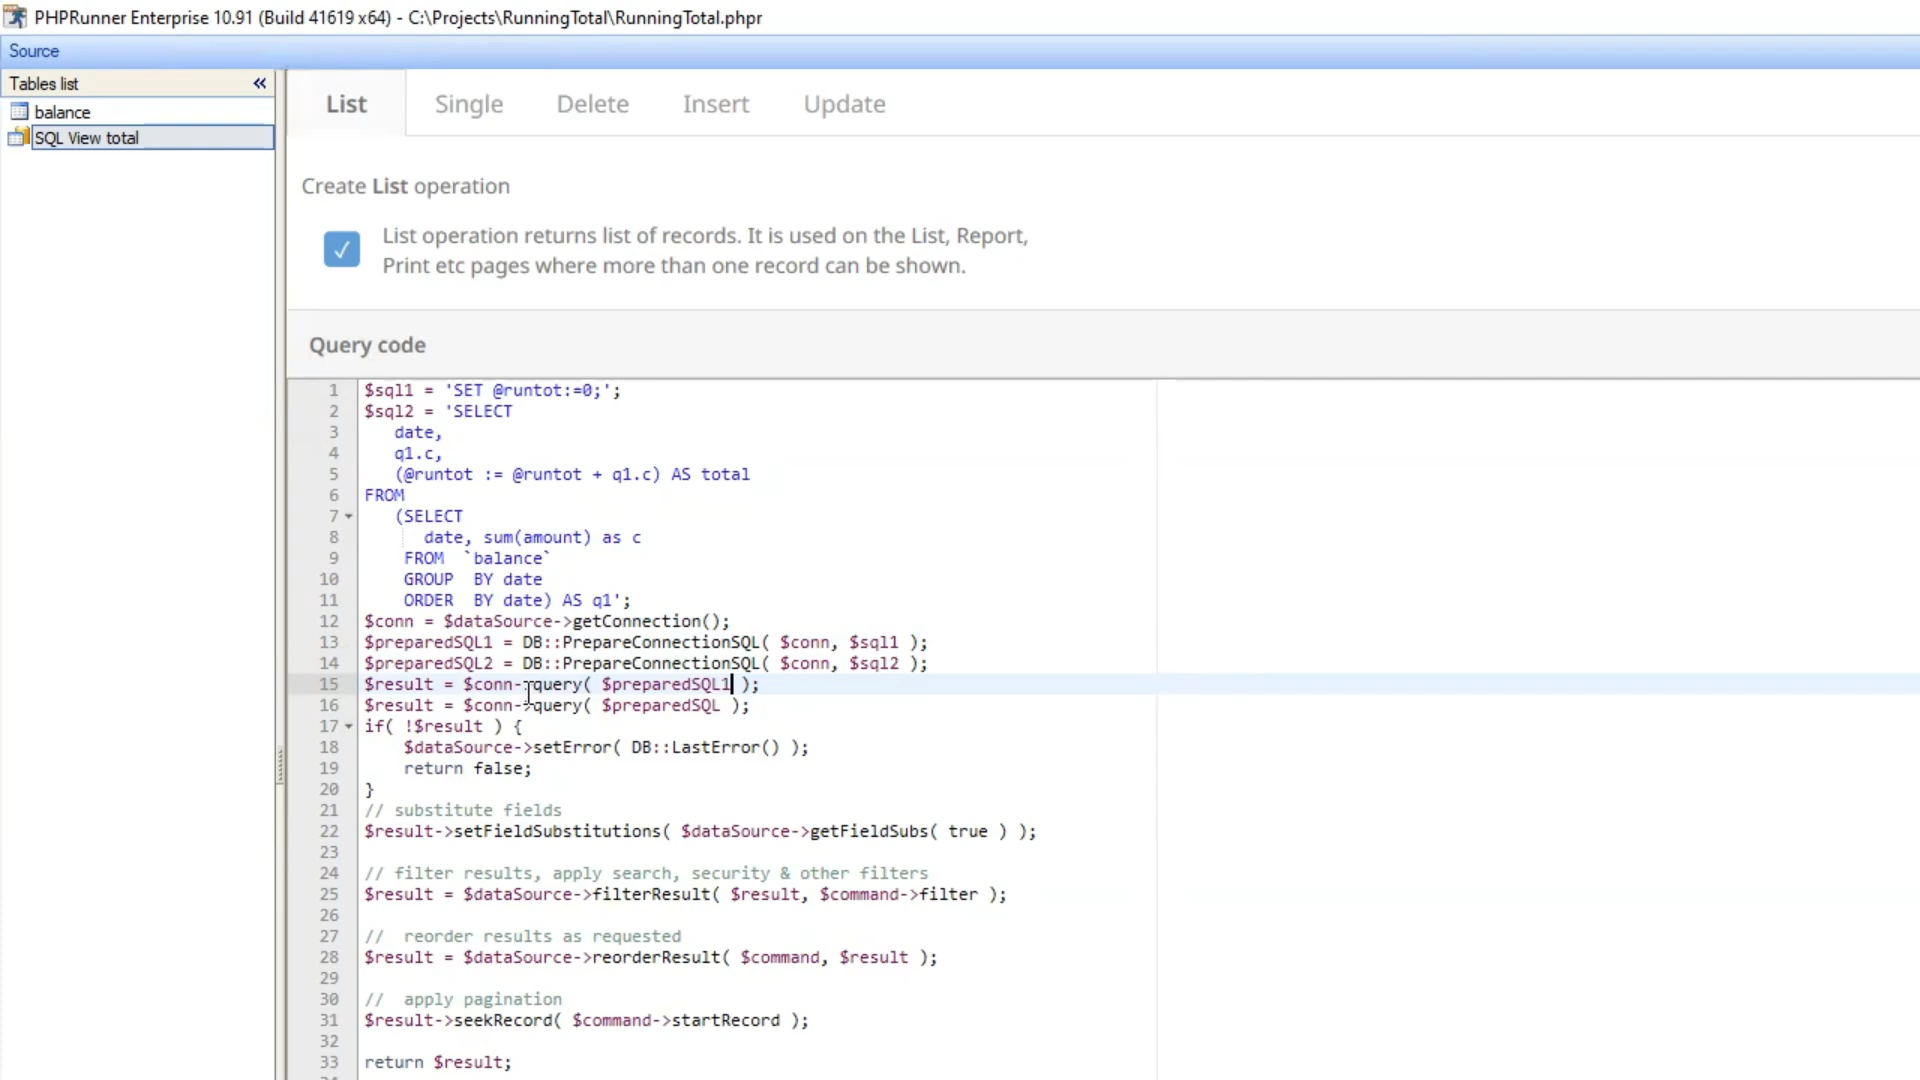 PHPRunner Enterprise 10.91 (Build 41619 x64) - C:\Projects\RunningTotal\RunningTotal.phpr
Source
Tables list «
balance
SQL View total
List Single Delete Insert Update
Create List operation
List operation returns list of records. It is used on the List, Report,
Print etc pages where more than one record can be shown.
Query code
1 $sql1 = 'SET @runtot:=0;';
2 $sql2 = 'SELECT
3 date,
4 q1.c,
5 (@runtot := @runtot + q1.c) AS total
6 FROM
7 (SELECT
8 date, sum(amount) as c
9 FROM `balance`
10 GROUP BY date
11 ORDER BY date) AS q1';
12 $conn = $dataSource->getConnection();
13 $preparedSQL1 = DB::PrepareConnectionSQL( $conn, $sql1 );
14 $preparedSQL2 = DB::PrepareConnectionSQL( $conn, $sql2 );
15 $result = $conn->query( $preparedSQL1 );
16 $result = $conn->query( $preparedSQL );
17 if( !$result ) {
18 $dataSource->setError( DB::LastError() );
19 return false;
20 }
21 // substitute fields
22 $result->setFieldSubstitutions( $dataSource->getFieldSubs( true ) );
23
24 // filter results, apply search, security & other filters
25 $result = $dataSource->filterResult( $result, $command->filter );
26
27 // reorder results as requested
28 $result = $dataSource->reorderResult( $command, $result );
29
30 // apply pagination
31 $result->seekRecord( $command->startRecord );
32
33 return $result;